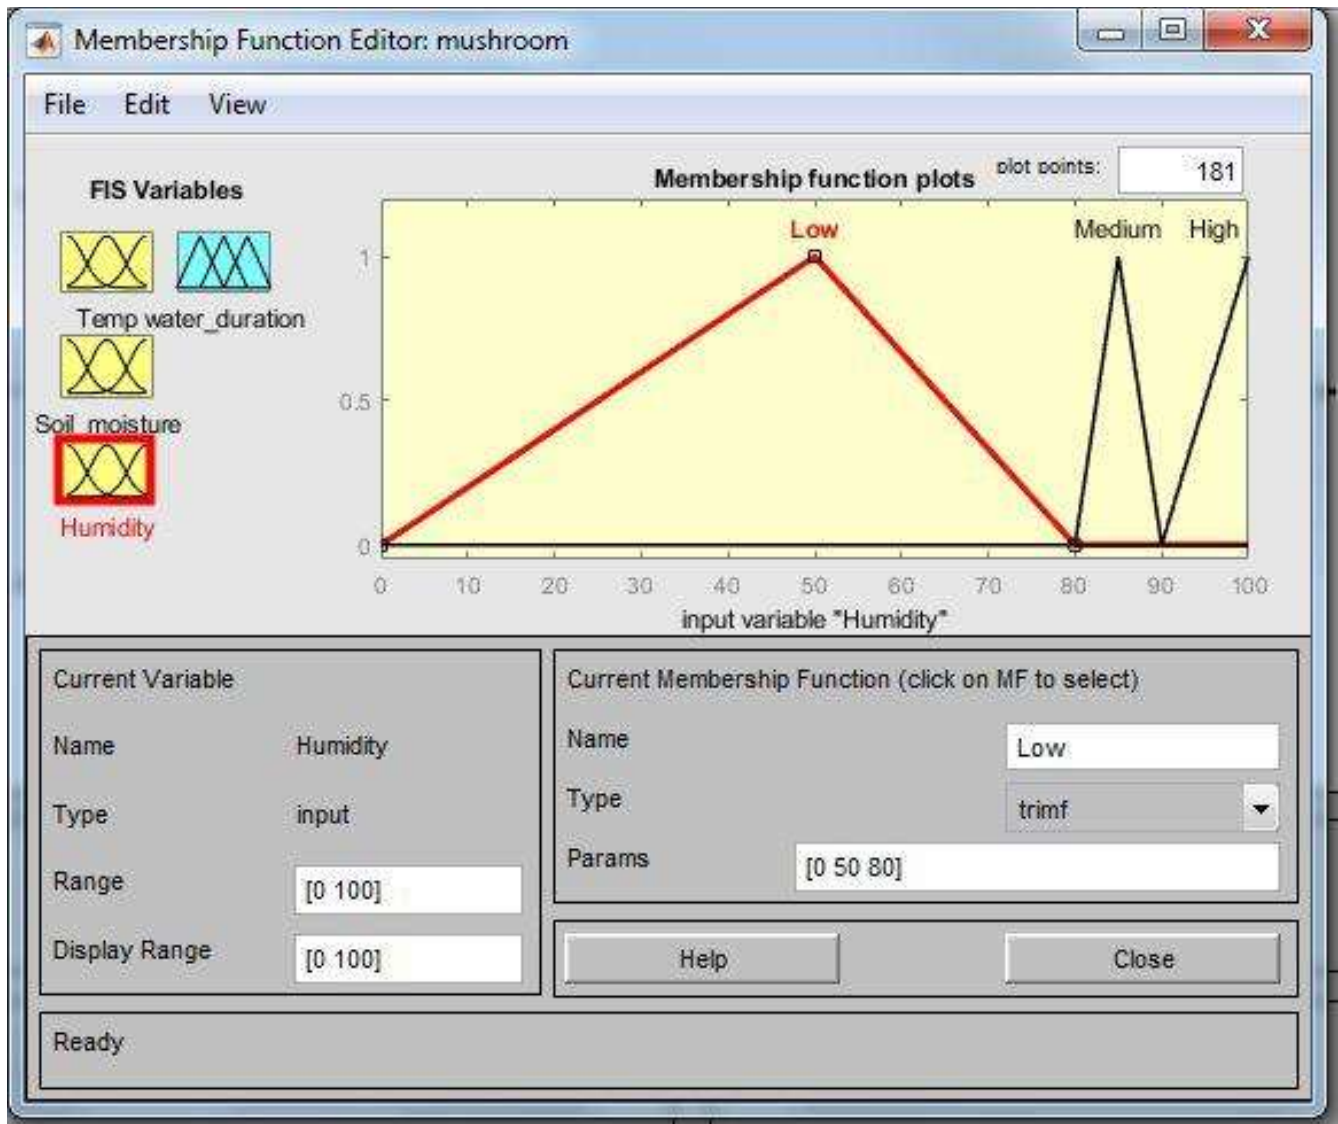 Membership Function Editor: mushroom
File Edit View
FIS Variables
Temp water_duration
Soil_moisture
Humidity
Membership function plots plot points: 181
Low Medium High
1
0.5
0
0 10 20 30 40 50 60 70 80 90 100
input variable "Humidity"
Current Variable
Name Humidity
Type input
Range [0 100]
Display Range [0 100]
Current Membership Function (click on MF to select)
Name Low
Type trimf
Params [0 50 80]
Help Close
Ready